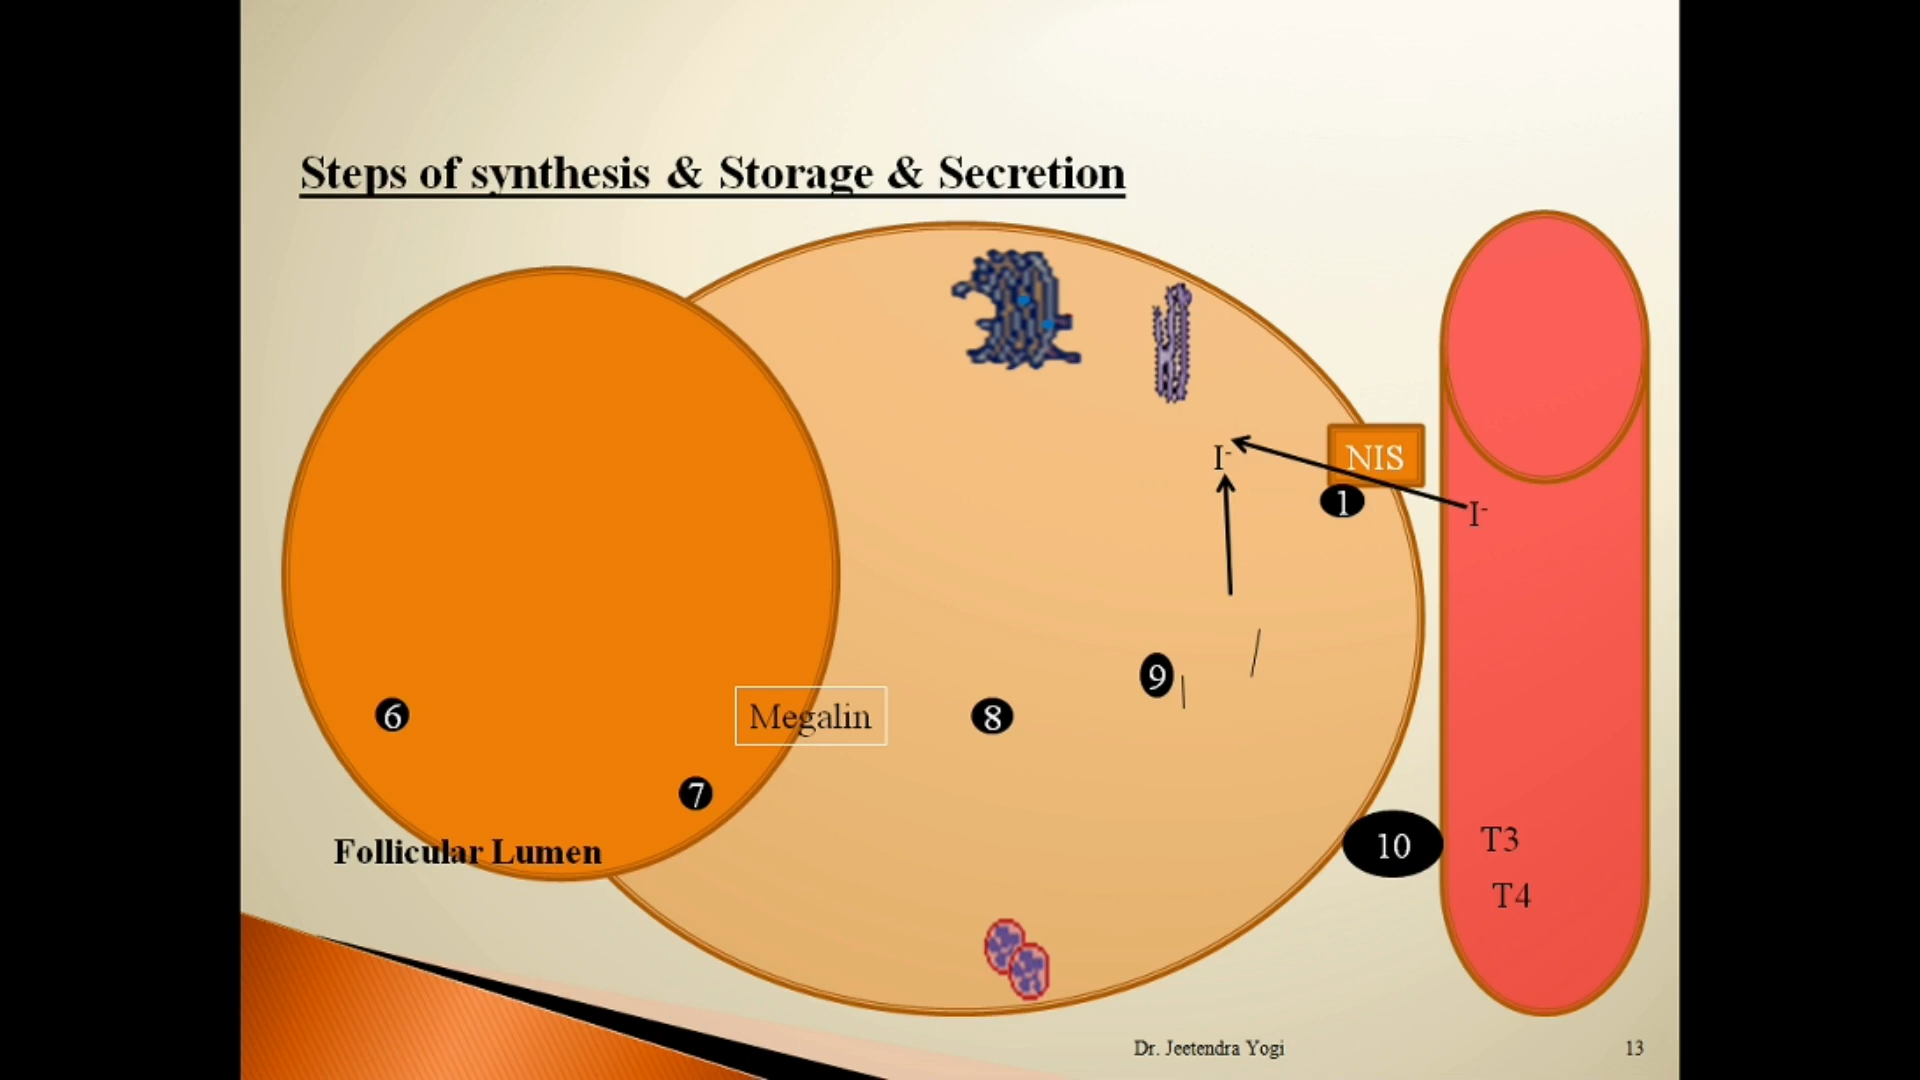 Steps of synthesis & Storage & Secretion
NIS
I-
1
I-
9
6
Megalin
8
7
Follicular Lumen
10
T3
T4
Dr. Jeetendra Yogi
13